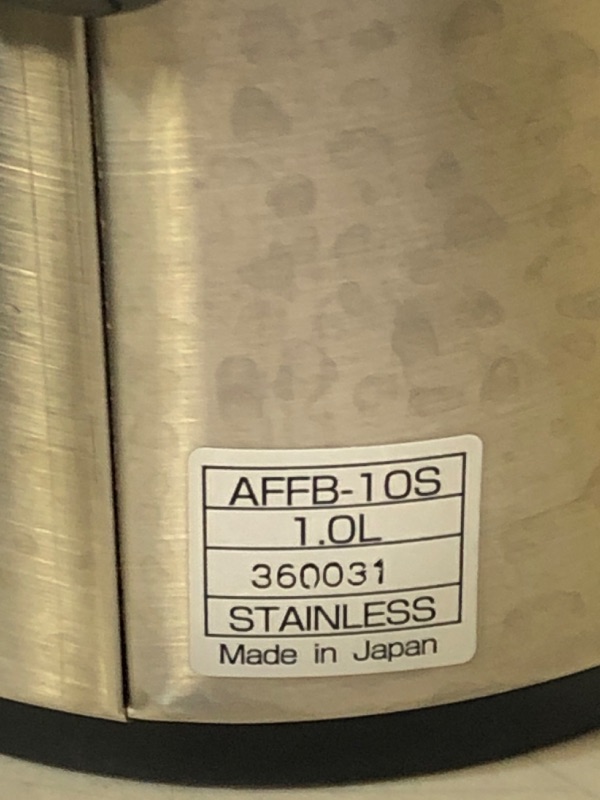 AFFB-10S
1.0L
360031
STAINLESS
Made in Japan